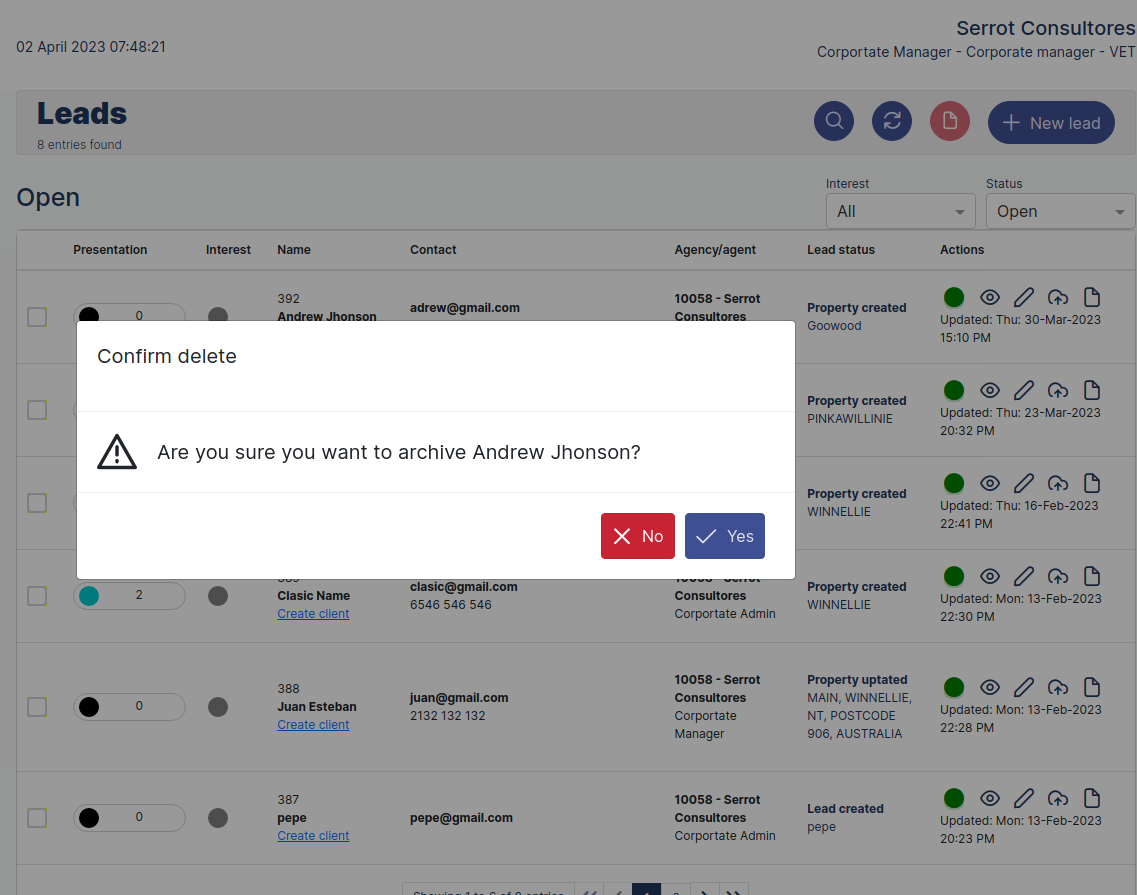 Serrot Consultores
02 April 2023 07:48:21
Corportate Manager - Corporate manager - VET
Leads
8 entries found
New lead
Open
Interest
Status
All
Open
Presentation
Interest
Name
Contact
Agency/agent
Lead status
Actions
0
392
Andrew Jhonson
adrew@gmail.com
10058 - Serrot
Consultores
Property created
Goowood
Updated: Thu: 30-Mar-2023
15:10 PM
Confirm delete
Are you sure you want to archive Andrew Jhonson?
No
Yes
Property created
PINKAWILLINIE
Updated: Thu: 23-Mar-2023
20:32 PM
Property created
WINNELLIE
Updated: Thu: 16-Feb-2023
22:41 PM
2
Clasic Name
Create client
clasic@gmail.com
6546 546 546
Consultores
Corportate Admin
Property created
WINNELLIE
Updated: Mon: 13-Feb-2023
22:30 PM
0
388
Juan Esteban
Create client
juan@gmail.com
2132 132 132
10058 - Serrot
Consultores
Corportate
Manager
Property uptated
MAIN, WINNELLIE,
NT, POSTCODE
906, AUSTRALIA
Updated: Mon: 13-Feb-2023
22:28 PM
0
387
pepe
Create client
pepe@gmail.com
10058 - Serrot
Consultores
Corportate Admin
Lead created
pepe
Updated: Mon: 13-Feb-2023
20:23 PM
Showing 1 to 6 of 8 entries